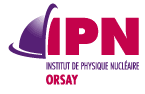 IPN
INSTITUT DE PHYSIQUE NUCLÉAIRE
ORSAY